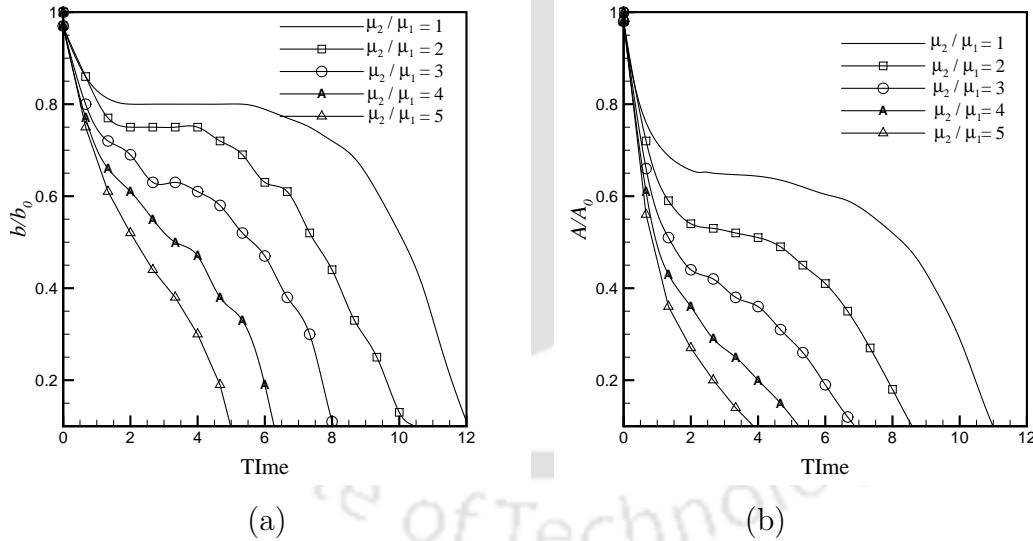 1
0.8
0.6
0.4
0.2
b/b₀
0 2 4 6 8 10 12
TIme
μ₂ / μ₁ = 1
μ₂ / μ₁ = 2
μ₂ / μ₁ = 3
μ₂ / μ₁ = 4
μ₂ / μ₁ = 5
(a)
1
0.8
0.6
0.4
0.2
A/A₀
0 2 4 6 8 10 12
TIme
μ₂ / μ₁ = 1
μ₂ / μ₁ = 2
μ₂ / μ₁ = 3
μ₂ / μ₁ = 4
μ₂ / μ₁ = 5
(b)
of Techno